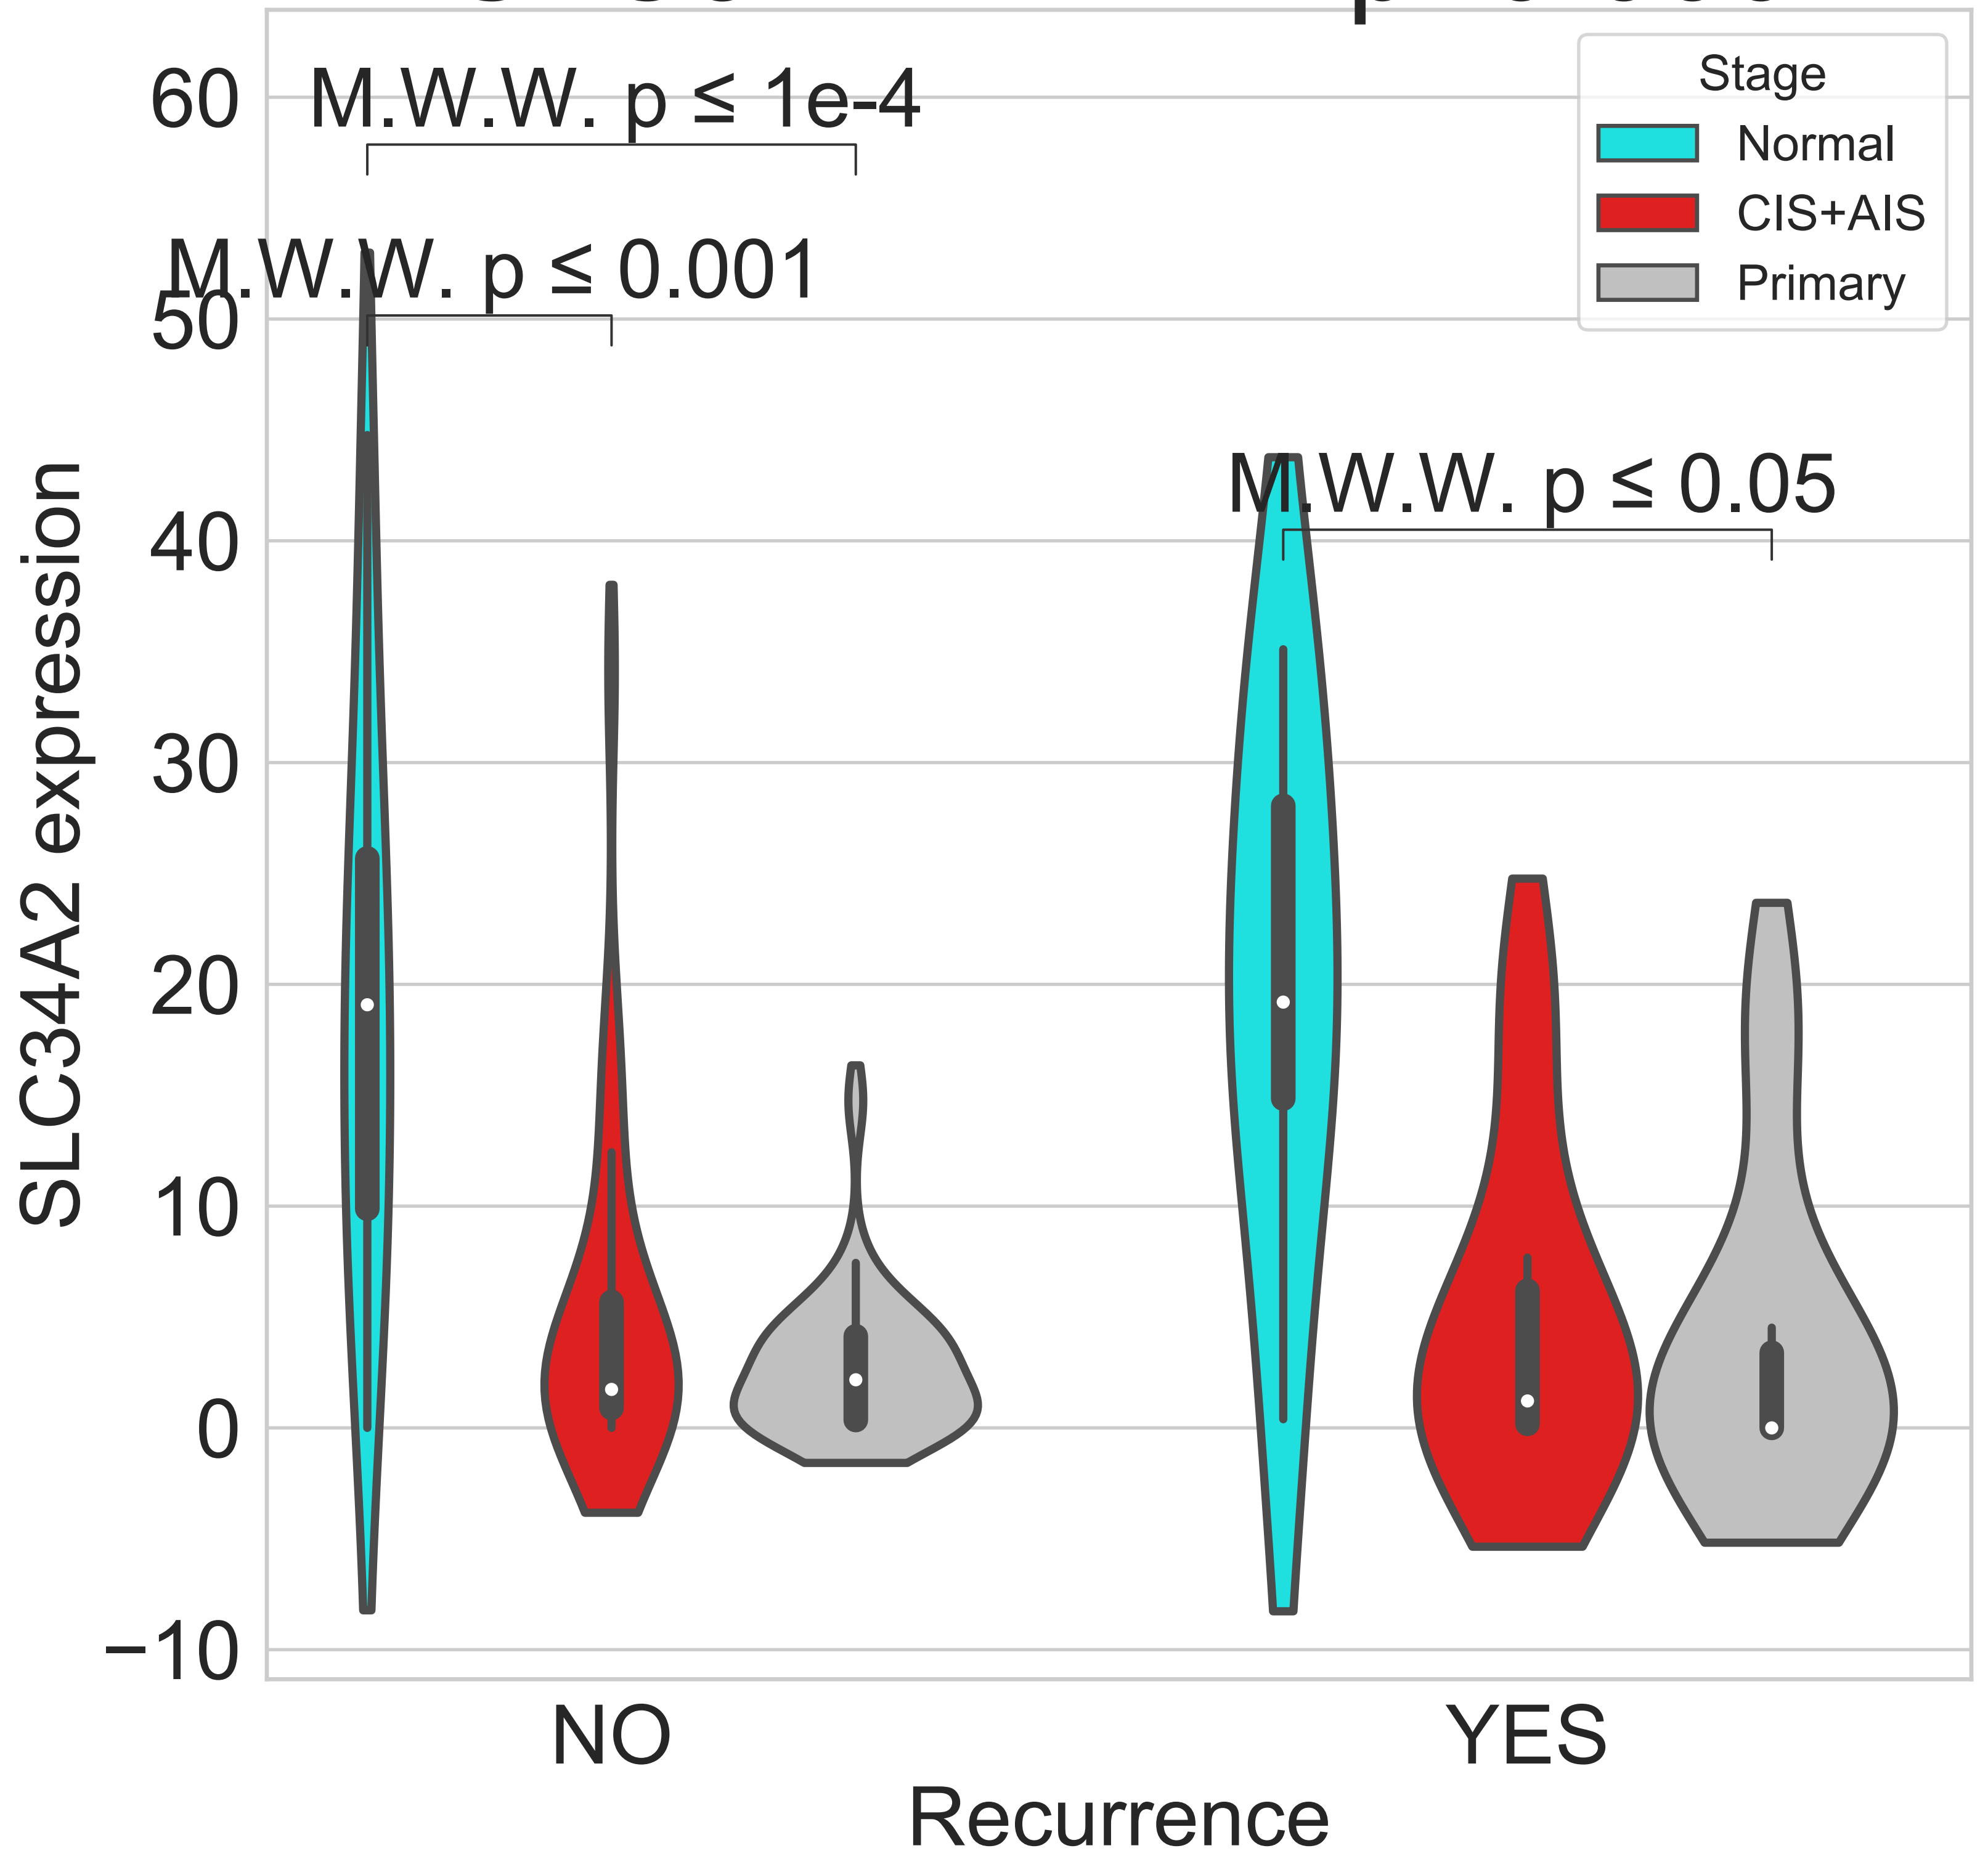 Stage
Normal
CIS+AIS
Primary
M.W.W. p ≤ 1e-4
M.W.W. p ≤ 0.001
M.W.W. p ≤ 0.05
SLC34A2 expression
60
50
40
30
20
10
0
−10
NO
YES
Recurrence